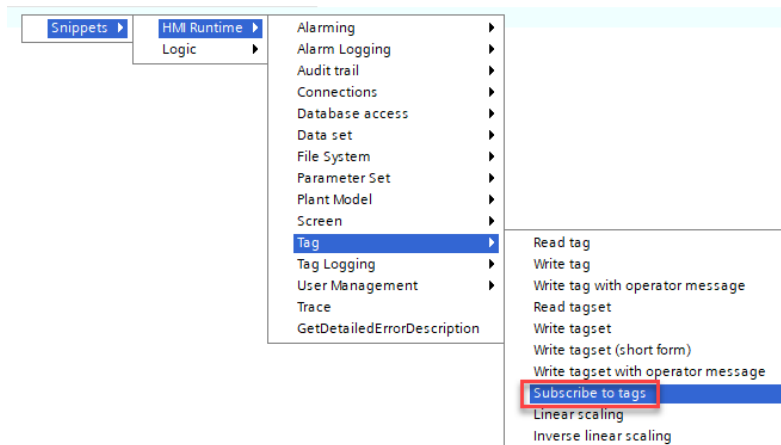 Snippets
HMI Runtime
Logic
Alarming
Alarm Logging
Audit trail
Connections
Database access
Data set
File System
Parameter Set
Plant Model
Screen
Tag
Tag Logging
User Management
Trace
GetDetailedErrorDescription
Read tag
Write tag
Write tag with operator message
Read tagset
Write tagset
Write tagset (short form)
Write tagset with operator message
Subscribe to tags
Linear scaling
Inverse linear scaling